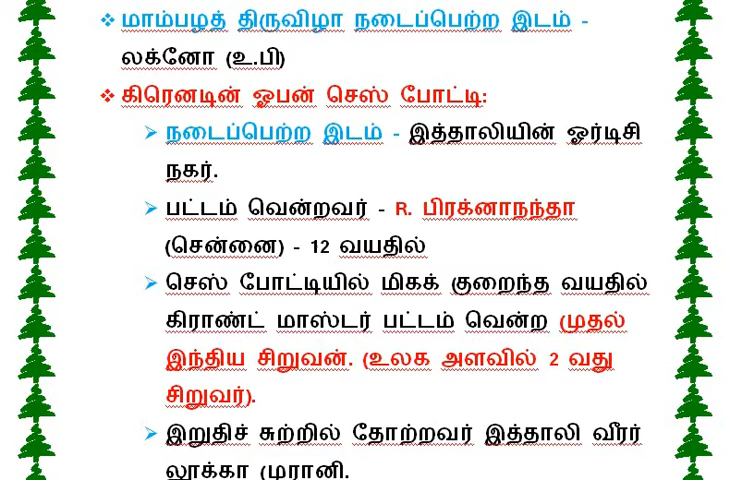 ❖ மாம்பழத் திருவிழா நடைப்பெற்ற இடம் -
லக்னோ (உ.பி)
❖ கிரெனடின் ஓபன் செஸ் போட்டி:
➢ நடைப்பெற்ற இடம் - இத்தாலியின் ஓர்டிசி
நகர்.
➢ பட்டம் வென்றவர் - R. பிரக்னாநந்தா
(சென்னை) - 12 வயதில்
➢ செஸ் போட்டியில் மிகக் குறைந்த வயதில்
கிராண்ட் மாஸ்டர் பட்டம் வென்ற (முதல்
இந்திய சிறுவன். (உலக அளவில் 2 வது
சிறுவர்).
➢ இறுதிச் சுற்றில் தோற்றவர் இத்தாலி வீரர்
லூக்கா (முரானி.